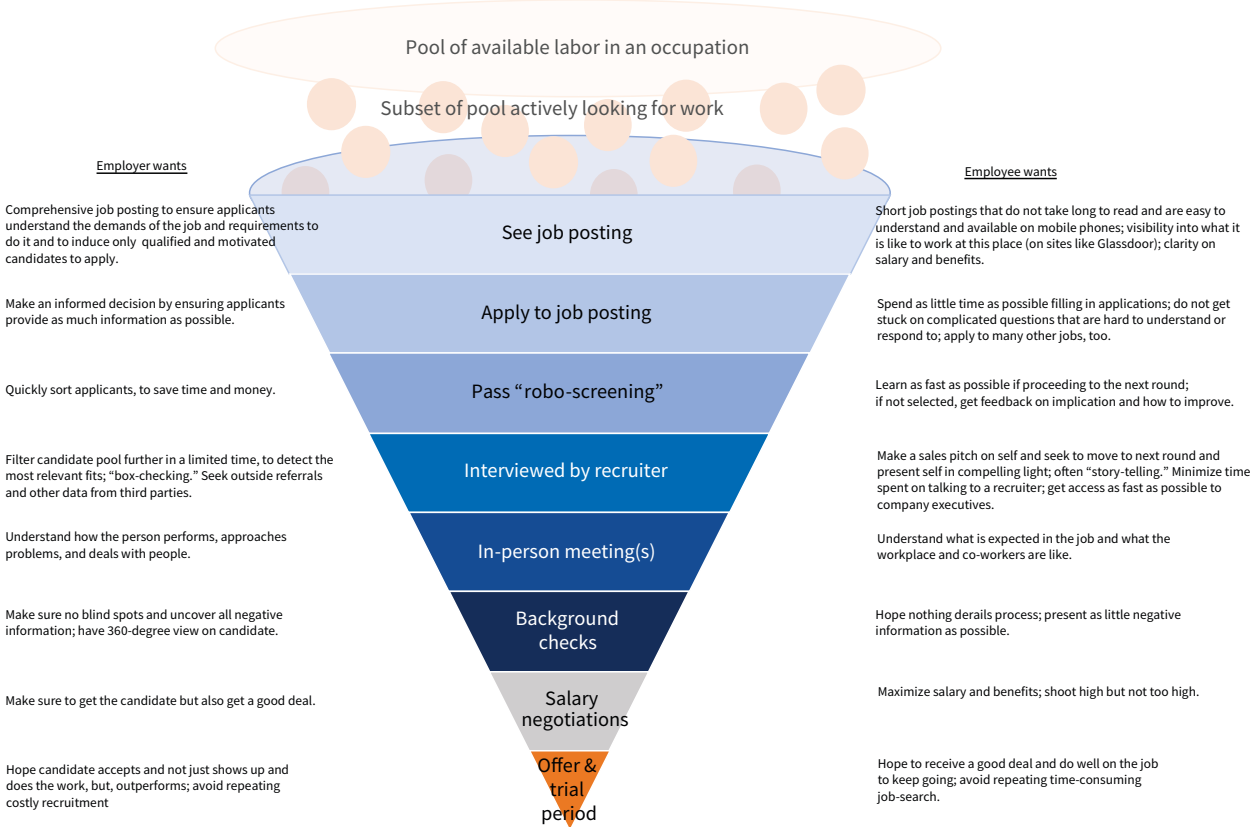 Pool of available labor in an occupation
Subset of pool actively looking for work
Employer wants
Employee wants
Comprehensive job posting to ensure applicants
understand the demands of the job and requirements to
do it and to induce only qualified and motivated
candidates to apply.
See job posting
Short job postings that do not take long to read and are easy to
understand and available on mobile phones; visibility into what it
is like to work at this place (on sites like Glassdoor); clarity on
salary and benefits.
Make an informed decision by ensuring applicants
provide as much information as possible.
Apply to job posting
Spend as little time as possible filling in applications; do not get
stuck on complicated questions that are hard to understand or
respond to; apply to many other jobs, too.
Quickly sort applicants, to save time and money.
Pass “robo-screening”
Learn as fast as possible if proceeding to the next round;
if not selected, get feedback on implication and how to improve.
Filter candidate pool further in a limited time, to detect the
most relevant fits; “box-checking.” Seek outside referrals
and other data from third parties.
Interviewed by recruiter
Make a sales pitch on self and seek to move to next round and
present self in compelling light; often “story-telling.” Minimize time
spent on talking to a recruiter; get access as fast as possible to
company executives.
Understand how the person performs, approaches
problems, and deals with people.
In-person meeting(s)
Understand what is expected in the job and what the
workplace and co-workers are like.
Make sure no blind spots and uncover all negative
information; have 360-degree view on candidate.
Background
checks
Hope nothing derails process; present as little negative
information as possible.
Make sure to get the candidate but also get a good deal.
Salary
negotiations
Maximize salary and benefits; shoot high but not too high.
Hope candidate accepts and not just shows up and
does the work, but, outperforms; avoid repeating
costly recruitment
Offer &
trial
period
Hope to receive a good deal and do well on the job
to keep going; avoid repeating time-consuming
job-search.